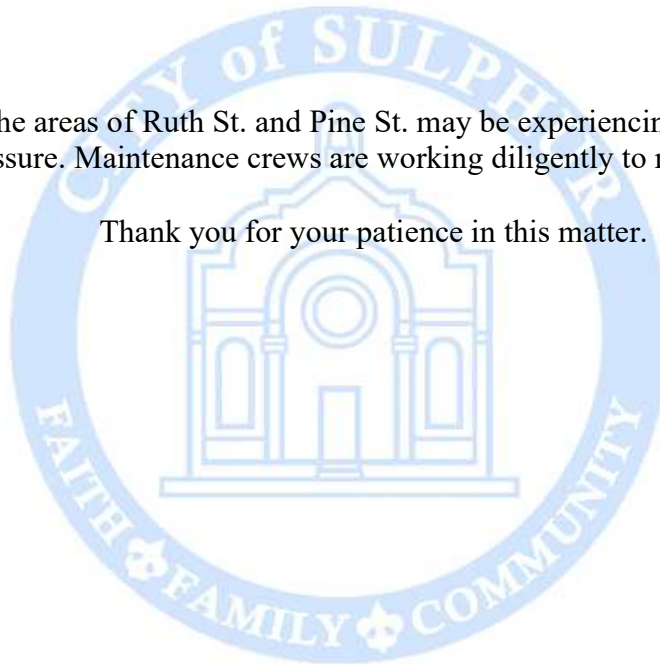 CITY of SULPHUR
he areas of Ruth St. and Pine St. may be experiencin
ssure. Maintenance crews are working diligently to
Thank you for your patience in this matter.
FAITH FAMILY COMMUNITY